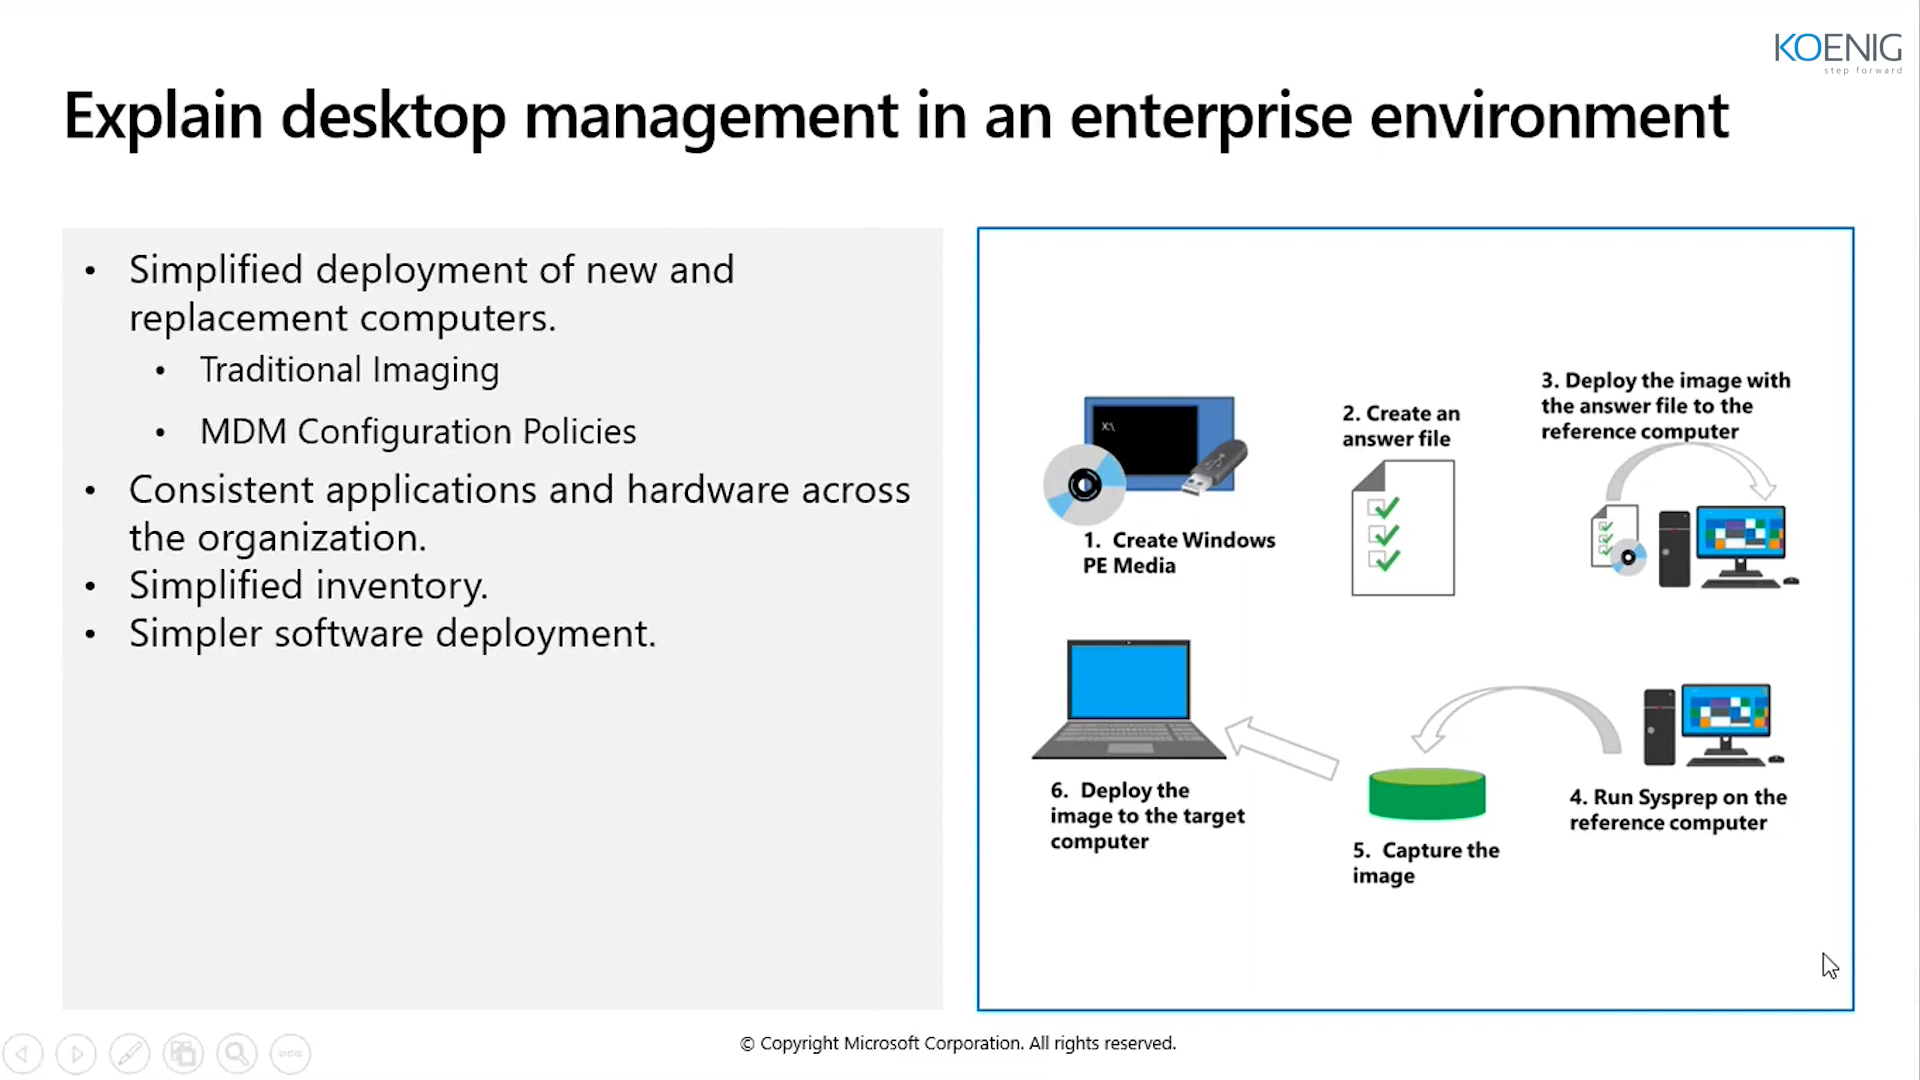 KOENIG
step forward
Explain desktop management in an enterprise environment
• Simplified deployment of new and
replacement computers.
• Traditional Imaging
• MDM Configuration Policies
• Consistent applications and hardware across
the organization.
• Simplified inventory.
• Simpler software deployment.
X:\
1. Create Windows
PE Media
2. Create an
answer file
3. Deploy the image with
the answer file to the
reference computer
4. Run Sysprep on the
reference computer
5. Capture the
image
6. Deploy the
image to the target
computer
© Copyright Microsoft Corporation. All rights reserved.